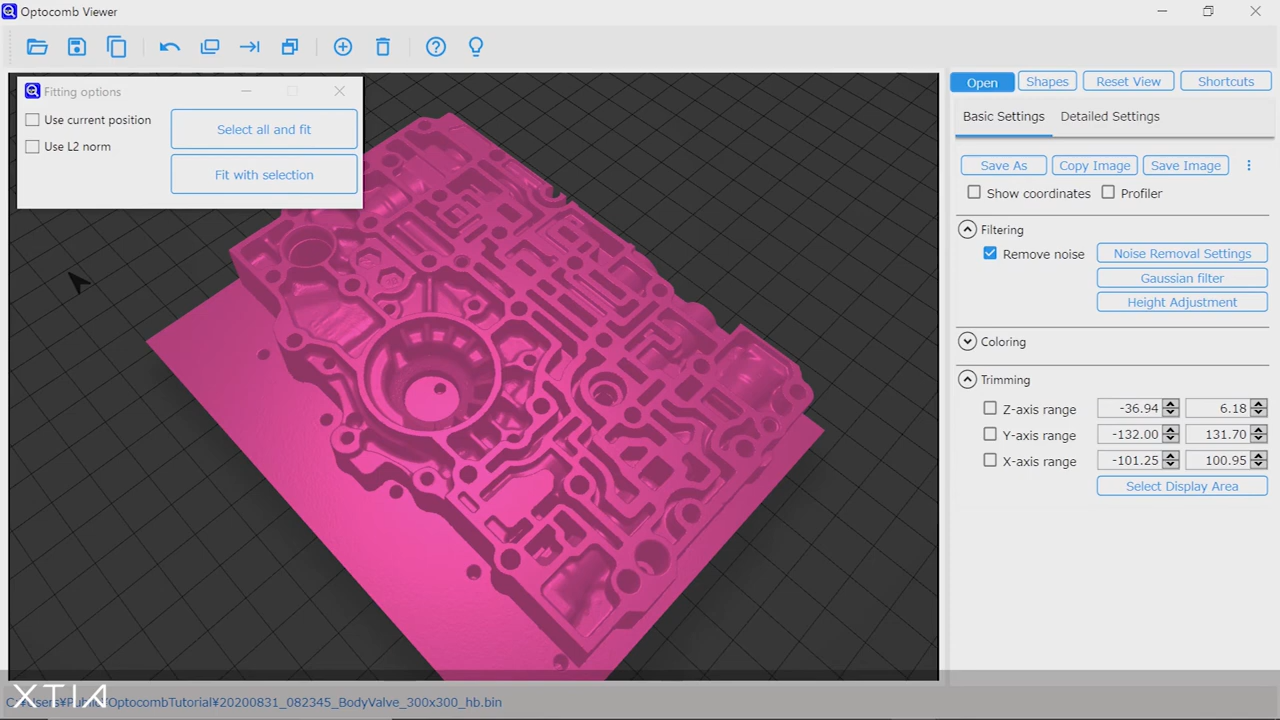 Optocomb Viewer
Fitting options
Use current position
Select all and fit
Use L2 norm
Fit with selection
Open Shapes Reset View Shortcuts
Basic Settings Detailed Settings
Save As Copy Image Save Image
Show coordinates Profiler
Filtering
Remove noise Noise Removal Settings
Gaussian filter
Height Adjustment
Coloring
Trimming
Z-axis range -36.94 6.18
Y-axis range -132.00 131.70
X-axis range -101.25 100.95
Select Display Area
XTIA
C:¥Users¥Public¥OptocombTutorial¥20200831_082345_BodyValve_300x300_hb.bin